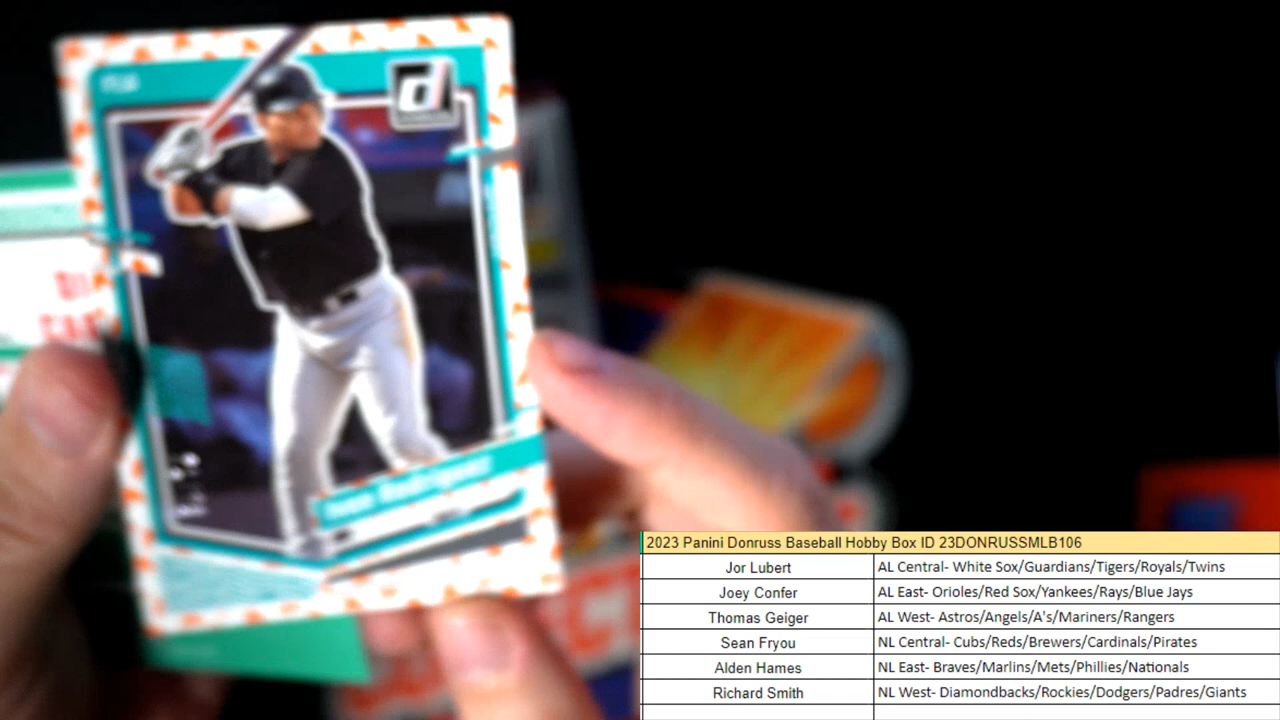 Rodriguez
2023 Panini Donruss Baseball Hobby Box ID 23DONRUSSMLB106
Jor Lubert AL Central- White Sox/Guardians/Tigers/Royals/Twins
Joey Confer AL East- Orioles/Red Sox/Yankees/Rays/Blue Jays
Thomas Geiger AL West- Astros/Angels/A's/Mariners/Rangers
Sean Fryou NL Central- Cubs/Reds/Brewers/Cardinals/Pirates
Alden Hames NL East- Braves/Marlins/Mets/Phillies/Nationals
Richard Smith NL West- Diamondbacks/Rockies/Dodgers/Padres/Giants